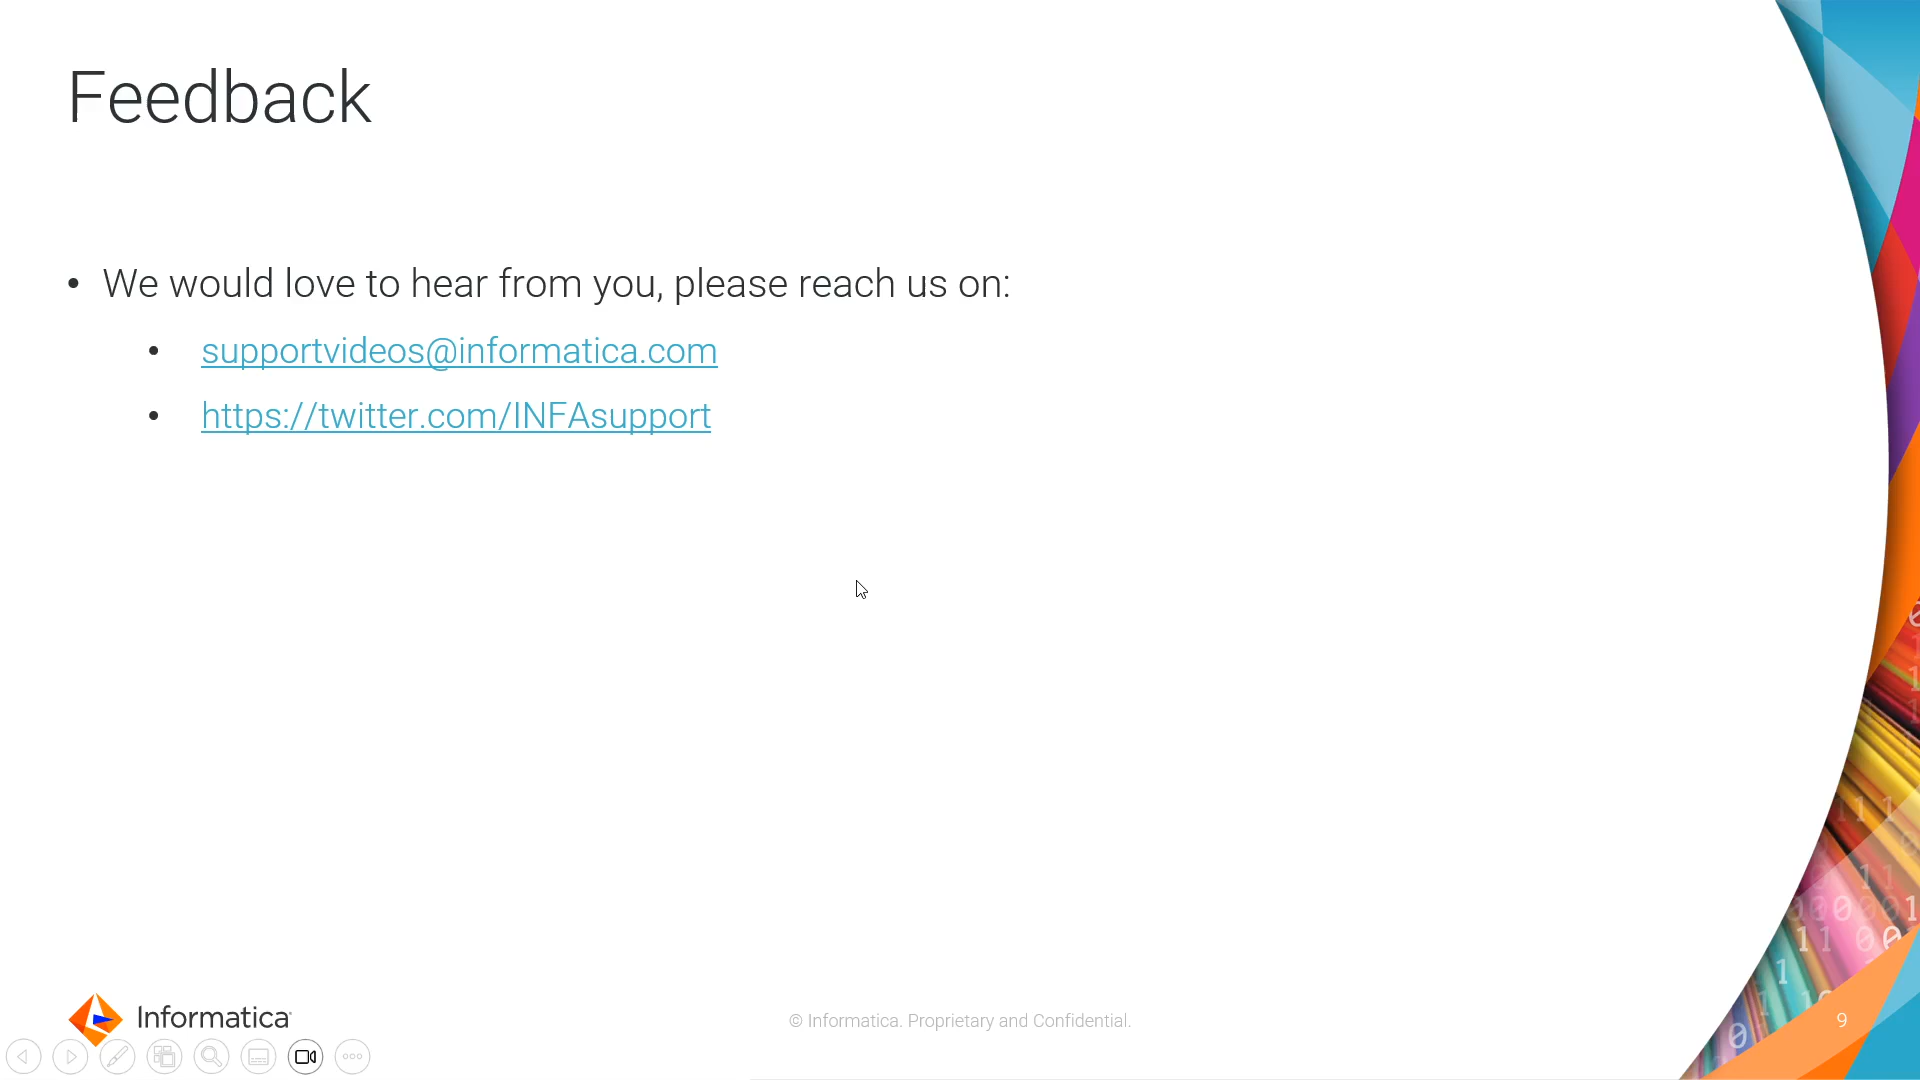 Feedback
• We would love to hear from you, please reach us on:
• supportvideos@informatica.com
• https://twitter.com/INFAsupport
Informatica
© Informatica. Proprietary and Confidential.
9